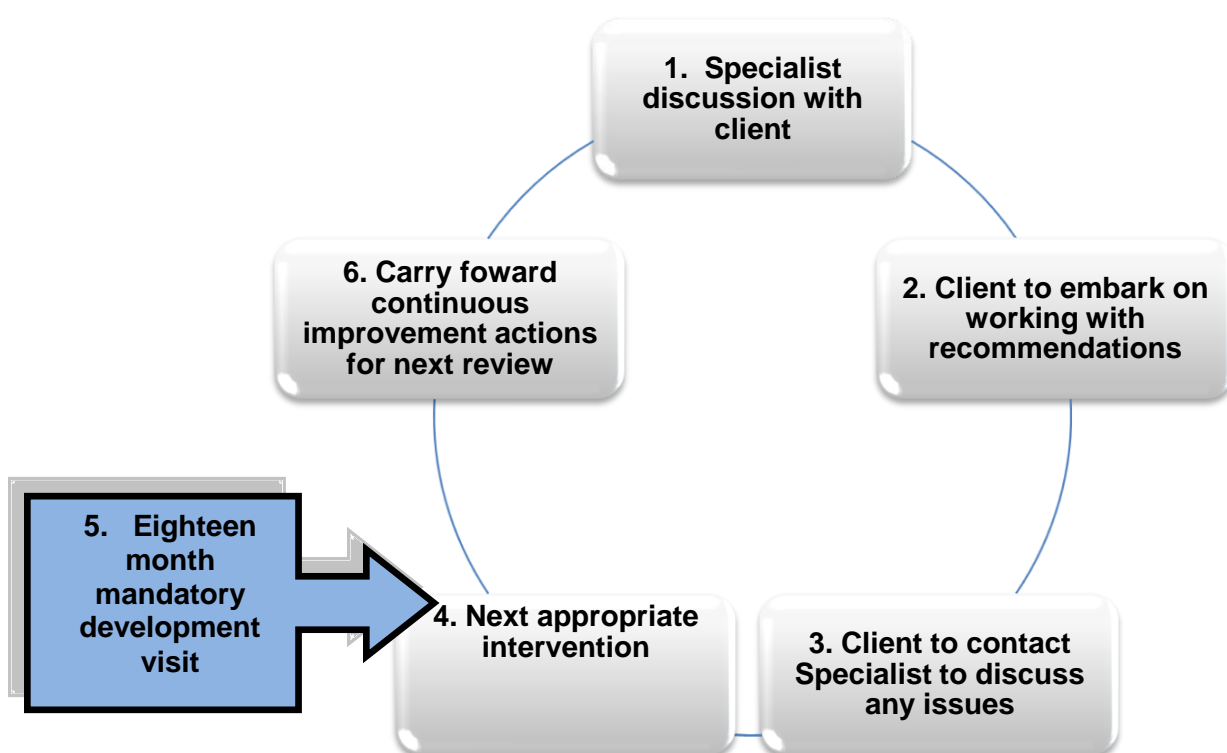 1. Specialist
discussion with
client
2. Client to embark on
working with
recommendations
3. Client to contact
Specialist to discuss
any issues
4. Next appropriate
intervention
5. Eighteen
month
mandatory
development
visit
6. Carry foward
continuous
improvement actions
for next review